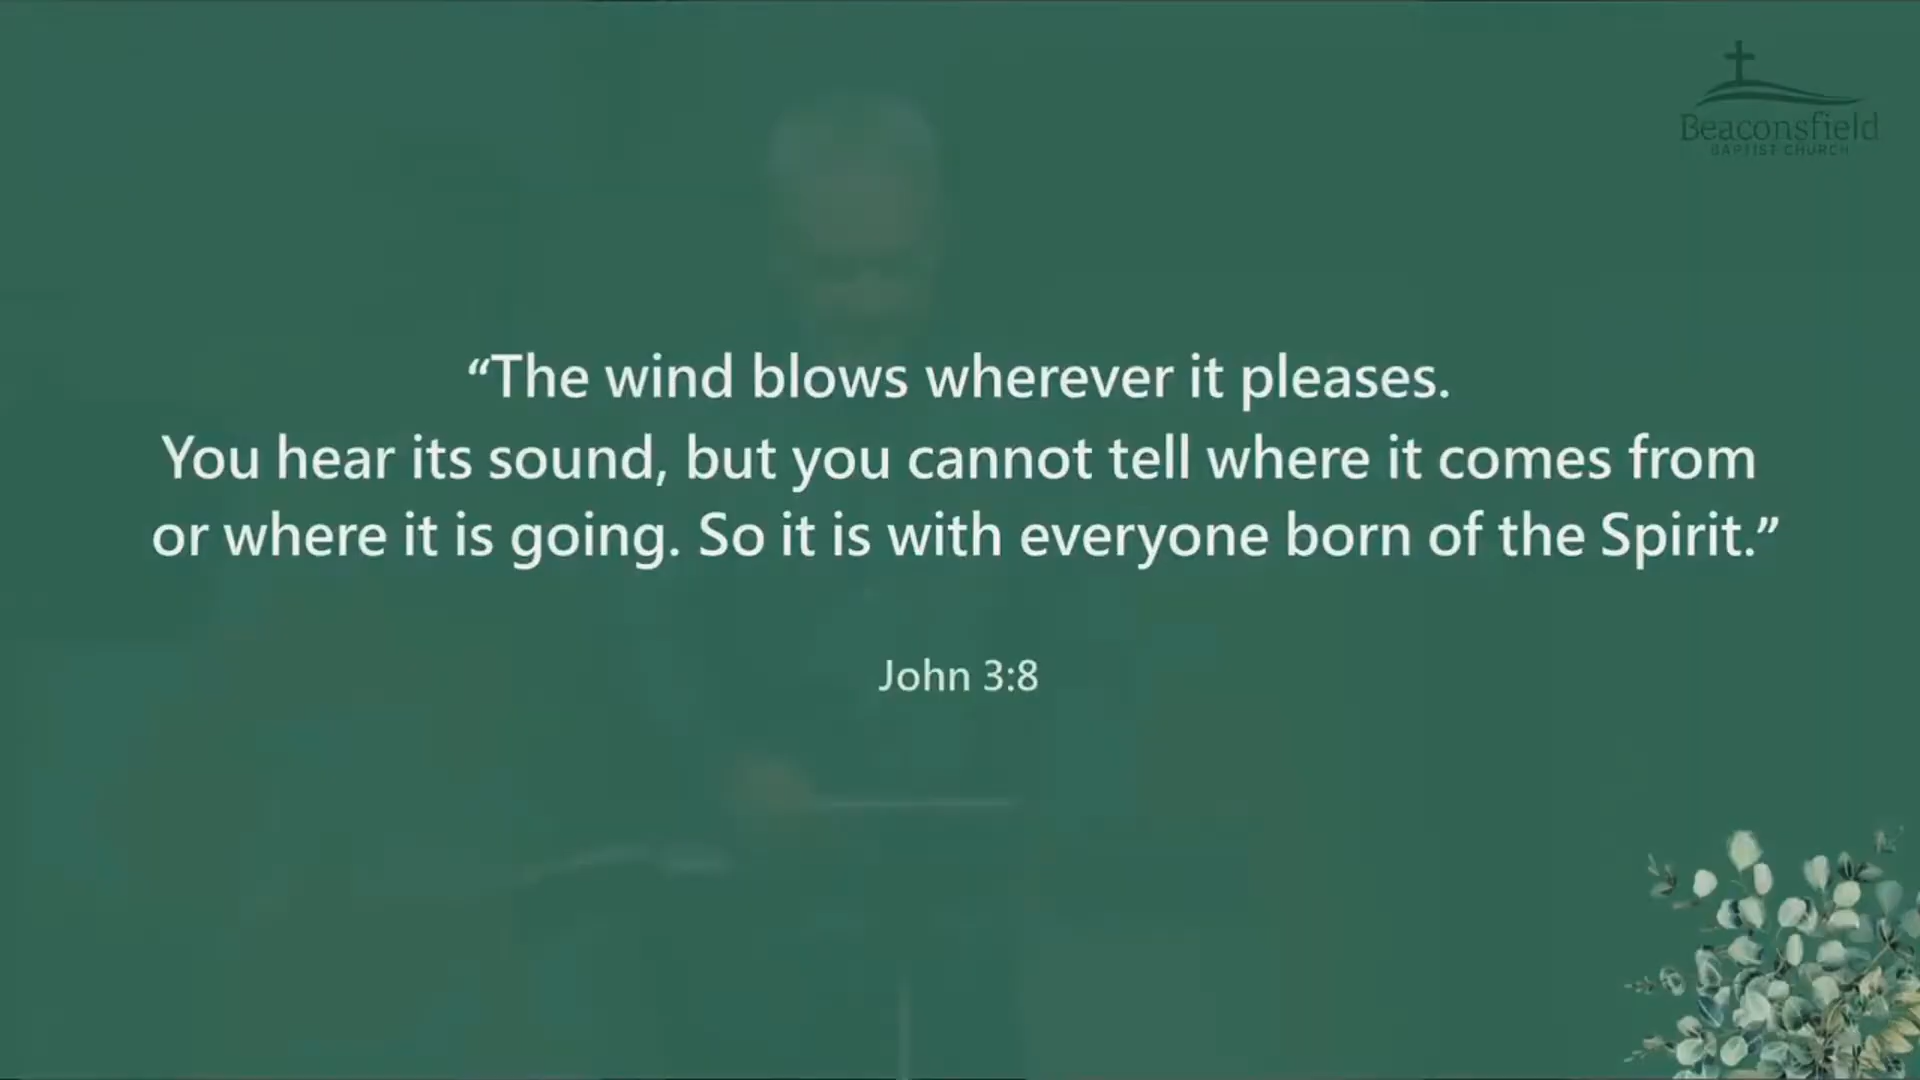 Beaconsfield
BAPTIST CHURCH
“The wind blows wherever it pleases.
You hear its sound, but you cannot tell where it comes from
or where it is going. So it is with everyone born of the Spirit.”
John 3:8